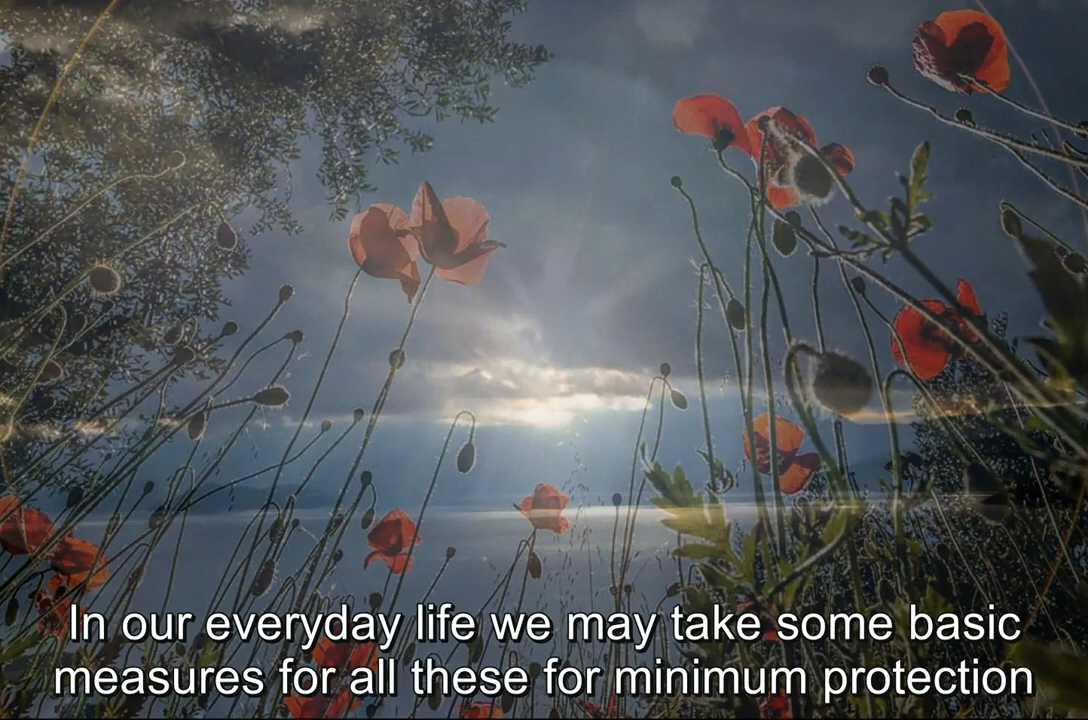 In our everyday life we may take some basic
measures for all these for minimum protection